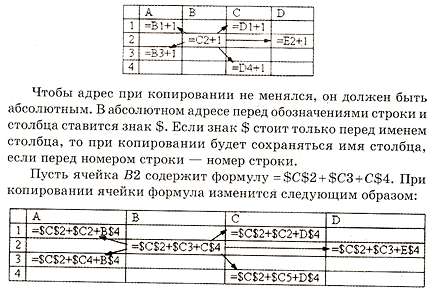 A B C D
1 =B1+1 =D1+1
2 =C2+1 =E2+1
3 =B3+1
4 =D4+1
Чтобы адрес при копировании не менялся, он должен быть
абсолютным. В абсолютном адресе перед обозначениями строки и
столбца ставится знак $. Если знак $ стоит только перед именем
столбца, то при копировании будет сохраняться имя столбца,
если перед номером строки — номер строки.
Пусть ячейка B2 содержит формулу =$C$2+$C3+C$4. При
копировании ячейки формула изменится следующим образом:
A B C D
1 =$C$2+$C2+B$4 =$C$2+$C2+D$4
2 =$C$2+$C3+C$4 =$C$2+$C3+E$4
3 =$C$2+$C4+B$4
4 =$C$2+$C5+D$4